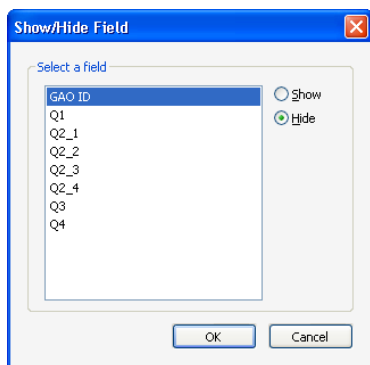 Show/Hide Field
Select a field
GAO ID
Show
Q1
Hide
Q2_1
Q2_2
Q2_3
Q2_4
Q3
Q4
OK
Cancel